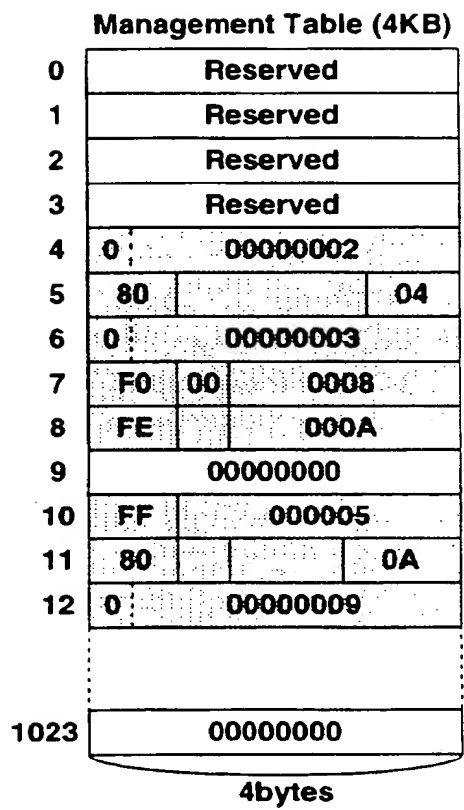 Management Table (4KB)
0 Reserved
1 Reserved
2 Reserved
3 Reserved
4 0 00000002
5 80 04
6 0 00000003
7 F0 00 0008
8 FE 000A
9 00000000
10 FF 000005
11 80 0A
12 0 00000009
1023 00000000
4bytes